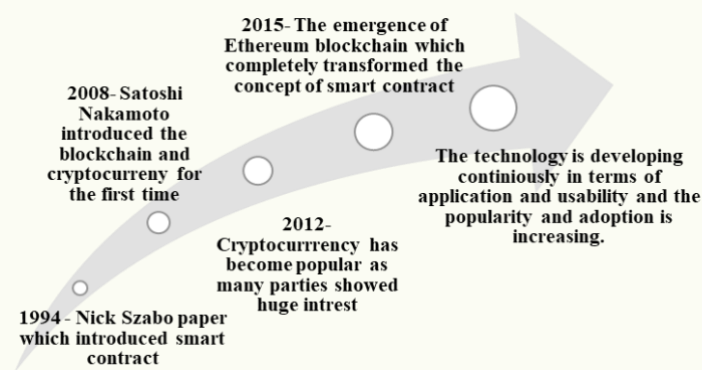 1994 - Nick Szabo paper
which introduced smart
contract
2008- Satoshi
Nakamoto
introduced the
blockchain and
cryptocurreny for
the first time
2012-
Cryptocurrrency has
become popular as
many parties showed
huge intrest
2015- The emergence of
Ethereum blockchain which
completely transformed the
concept of smart contract
The technology is developing
continiously in terms of
application and usability and the
popularity and adoption is
increasing.